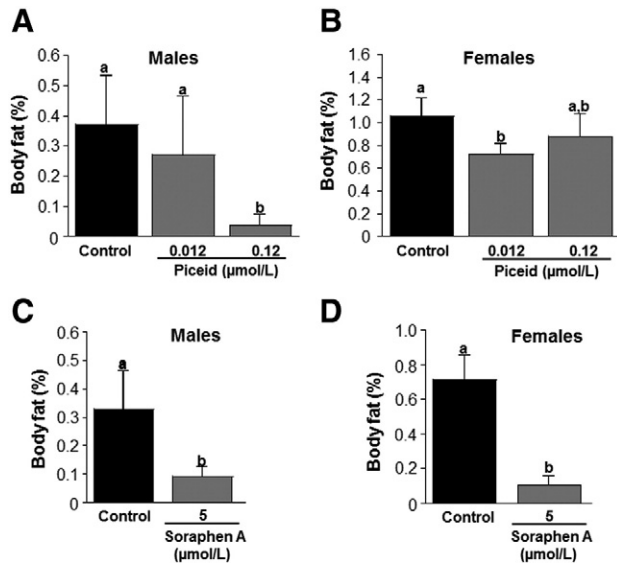 A
Males
Body fat (%)
0.6
0.5
0.4
0.3
0.2
0.1
0
a
a
b
Control
0.012
0.12
Piceid (µmol/L)
B
Females
Body fat (%)
1.6
1.4
1.2
1.0
0.8
0.6
0.4
0.2
0
a
b
a,b
Control
0.012
0.12
Piceid (µmol/L)
C
Males
Body fat (%)
0.6
0.5
0.4
0.3
0.2
0.1
0
a
b
Control
5
Soraphen A
(µmol/L)
D
Females
Body fat (%)
1.0
0.8
0.6
0.4
0.2
0
a
b
Control
5
Soraphen A
(µmol/L)